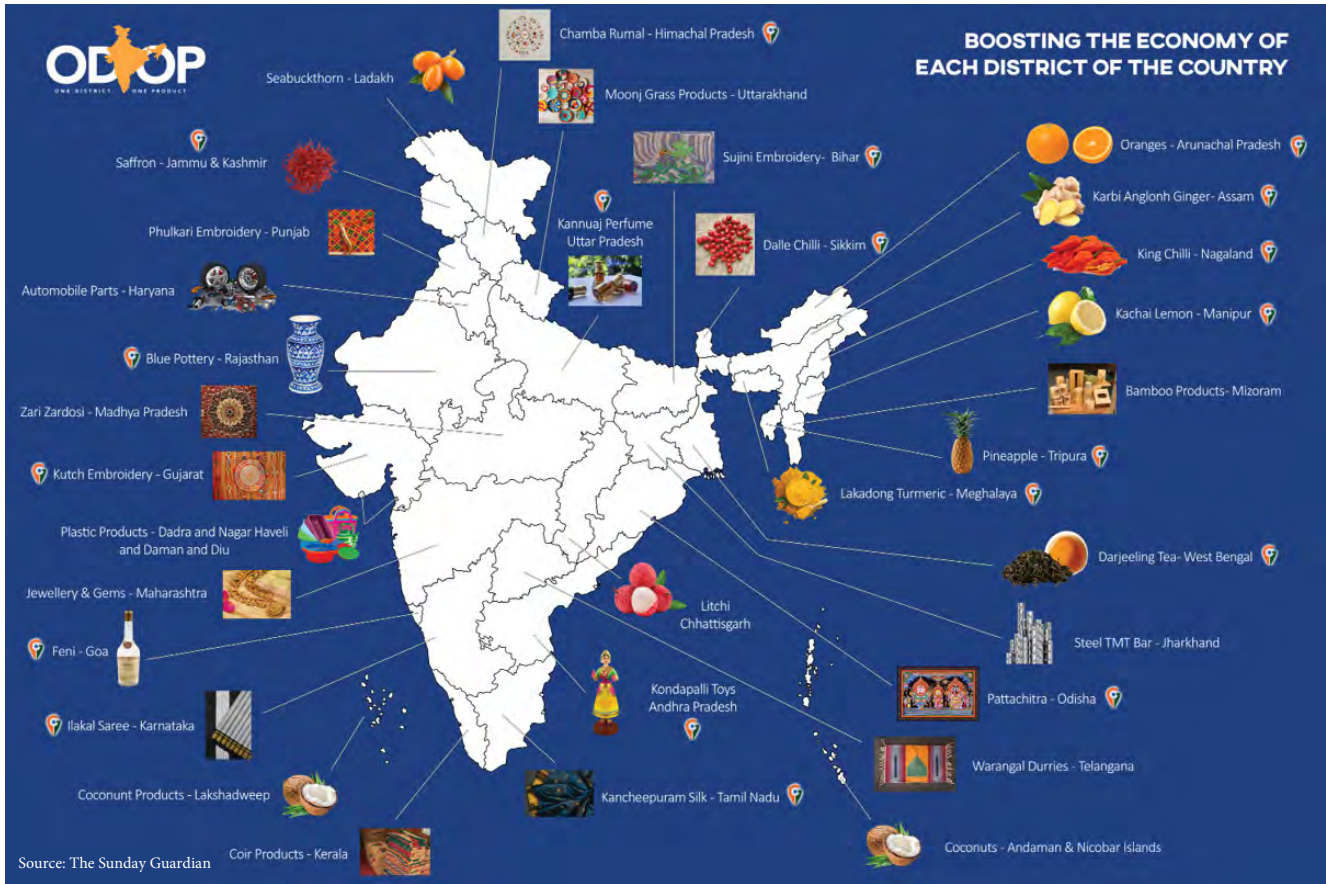 ODOP
ONE DISTRICT ONE PRODUCT
BOOSTING THE ECONOMY OF
EACH DISTRICT OF THE COUNTRY
Chamba Rumal - Himachal Pradesh
Seabuckthorn - Ladakh
Moonj Grass Products - Uttarakhand
Saffron - Jammu & Kashmir
Sujini Embroidery- Bihar
Oranges - Arunachal Pradesh
Karbi Anglonh Ginger- Assam
Phulkari Embroidery - Punjab
Kannuaj Perfume
Uttar Pradesh
Dalle Chilli - Sikkim
King Chilli - Nagaland
Automobile Parts - Haryana
Kachai Lemon - Manipur
Blue Pottery - Rajasthan
Bamboo Products- Mizoram
Zari Zardosi - Madhya Pradesh
Pineapple - Tripura
Kutch Embroidery - Gujarat
Lakadong Turmeric - Meghalaya
Plastic Products - Dadra and Nagar Haveli
and Daman and Diu
Darjeeling Tea- West Bengal
Jewellery & Gems - Maharashtra
Litchi
Chhattisgarh
Steel TMT Bar - Jharkhand
Feni - Goa
Kondapalli Toys
Andhra Pradesh
Pattachitra - Odisha
Ilakal Saree - Karnataka
Warangal Durries - Telangana
Coconunt Products - Lakshadweep
Kancheepuram Silk - Tamil Nadu
Coir Products - Kerala
Coconuts - Andaman & Nicobar Islands
Source: The Sunday Guardian